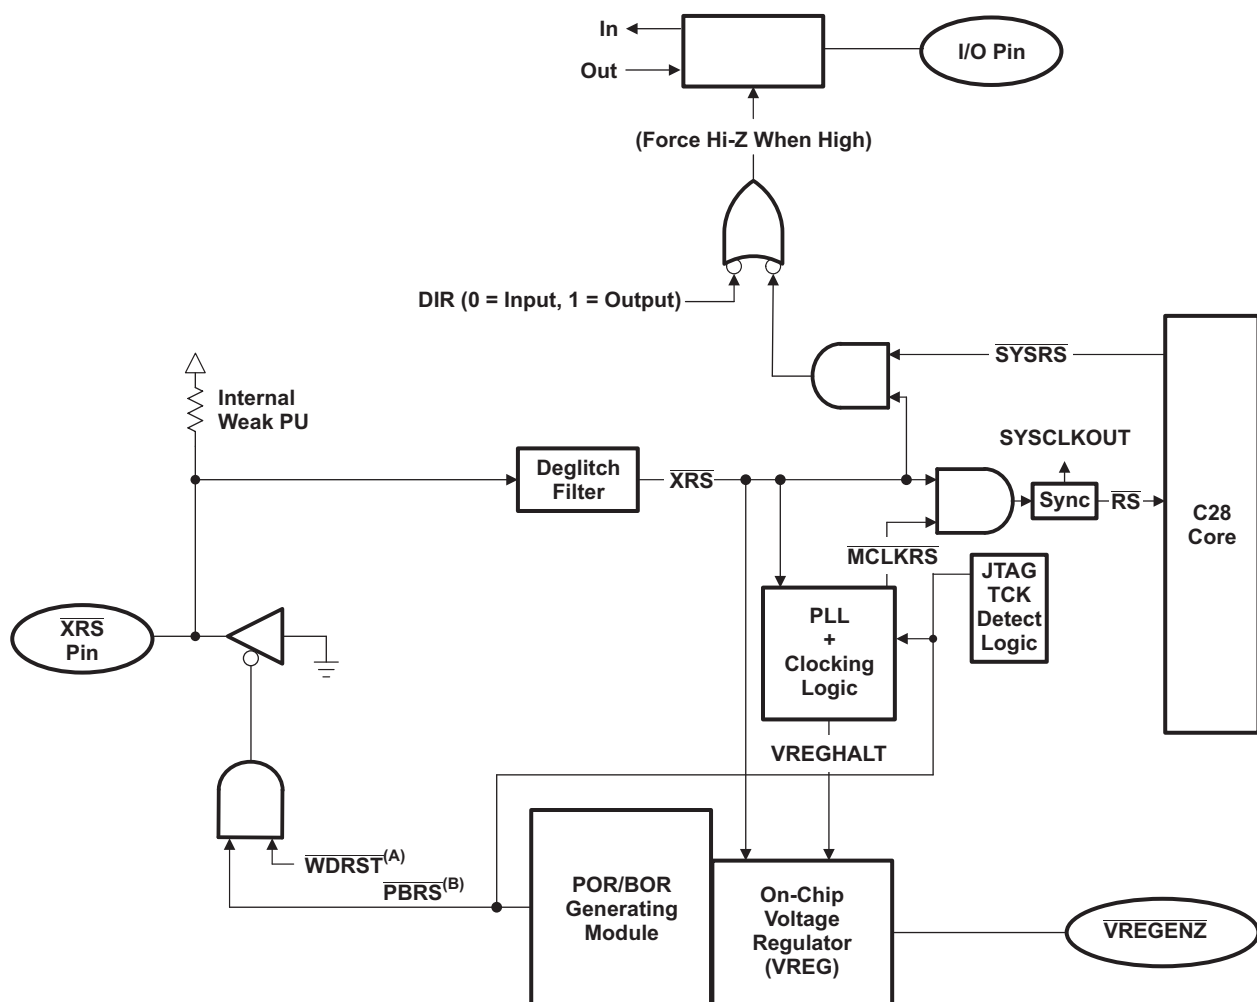 In
Out
I/O Pin
(Force Hi-Z When High)
DIR (0 = Input, 1 = Output)
SYSRS
Internal
Weak PU
SYSCLKOUT
Deglitch
Filter
XRS
Sync
RS
C28
Core
MCLKRS
JTAG
TCK
Detect
Logic
XRS
Pin
PLL
+
Clocking
Logic
VREGHALT
WDRST(A)
PBRS(B)
POR/BOR
Generating
Module
On-Chip
Voltage
Regulator
(VREG)
VREGENZ